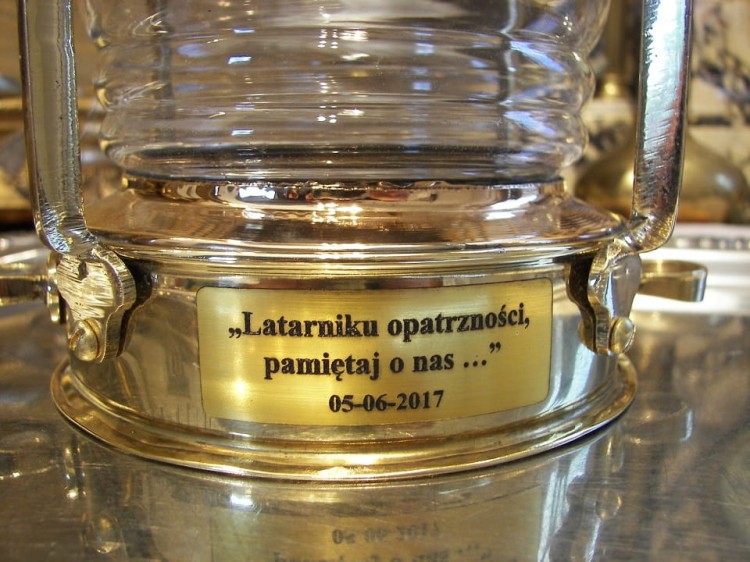 „Latarniku opatrzności,
pamiętaj o nas ...”
05-06-2017